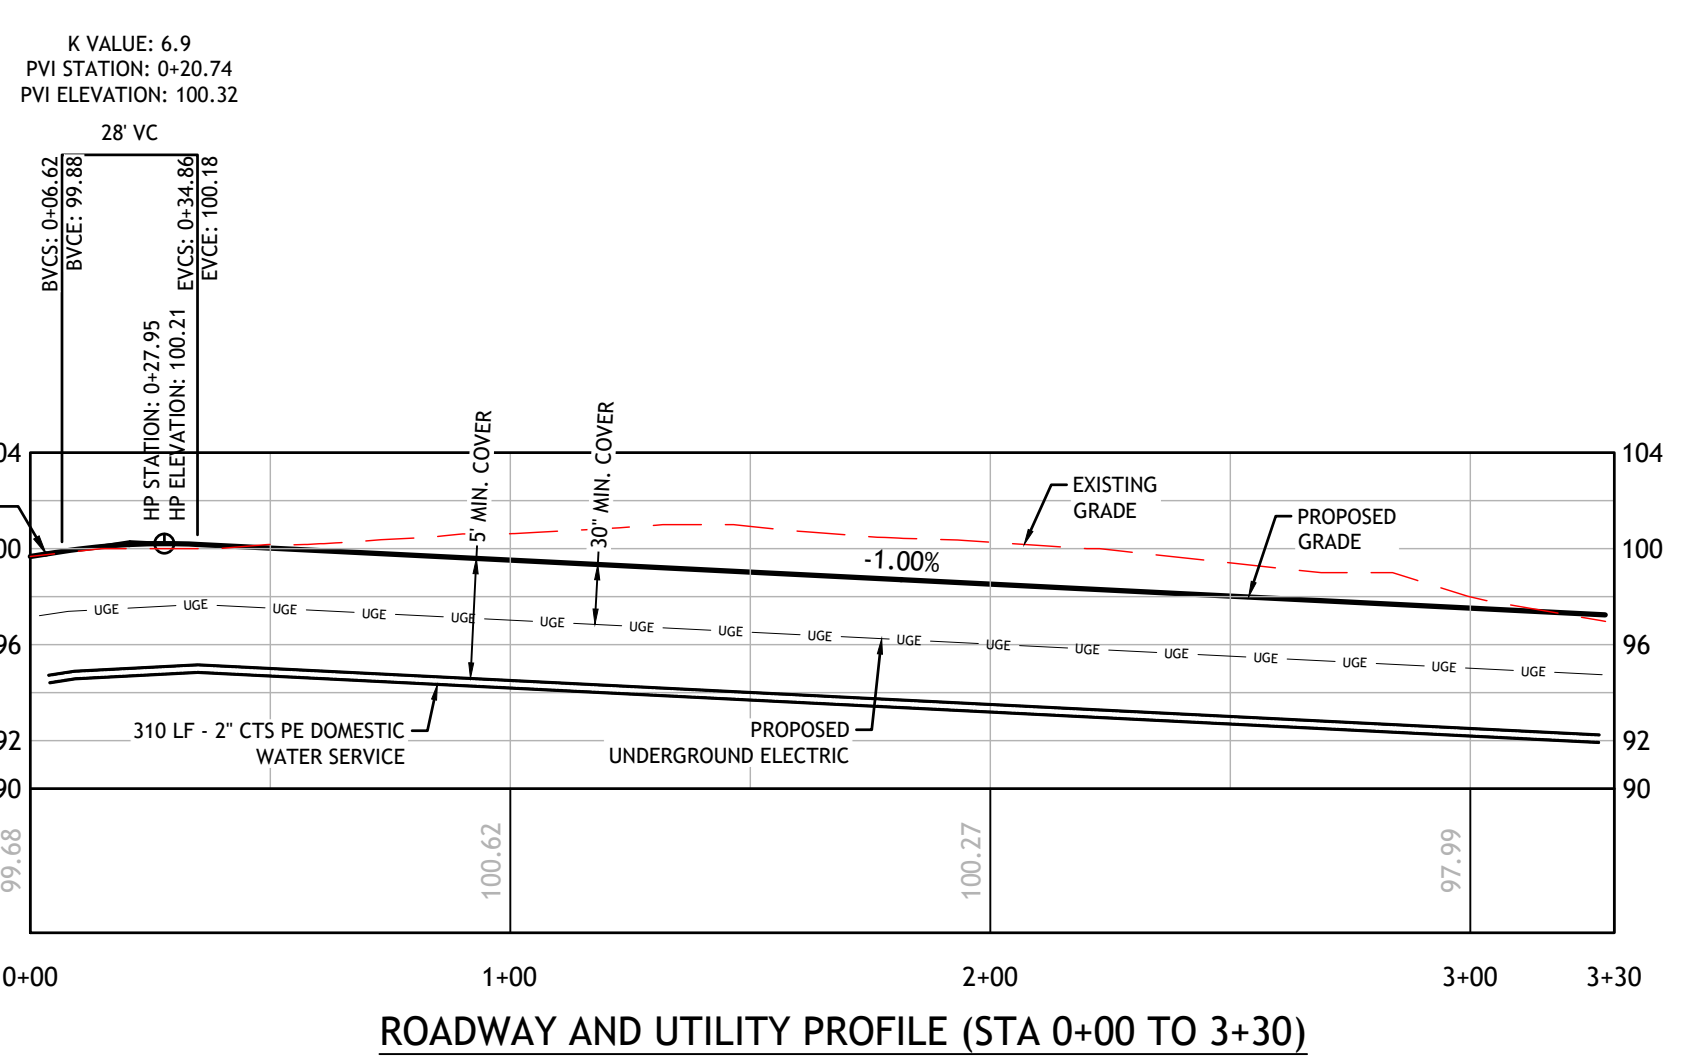 K VALUE: 6.9
PVI STATION: 0+20.74
PVI ELEVATION: 100.32
28' VC
BVCS: 0+06.62
BVCE: 99.88
EVCS: 0+34.86
EVCE: 100.18
HP STATION: 0+27.95
HP ELEVATION: 100.21
5' MIN. COVER
30" MIN. COVER
04
104
EXISTING
GRADE
PROPOSED
GRADE
00
-1.00%
100
UGE UGE UGE UGE UGE UGE UGE UGE UGE UGE UGE UGE UGE UGE UGE UGE UGE
96
96
310 LF - 2" CTS PE DOMESTIC
WATER SERVICE
PROPOSED
UNDERGROUND ELECTRIC
92
92
90
90
99.68
100.62
100.27
97.99
0+00
1+00
2+00
3+00
3+30
ROADWAY AND UTILITY PROFILE (STA 0+00 TO 3+30)